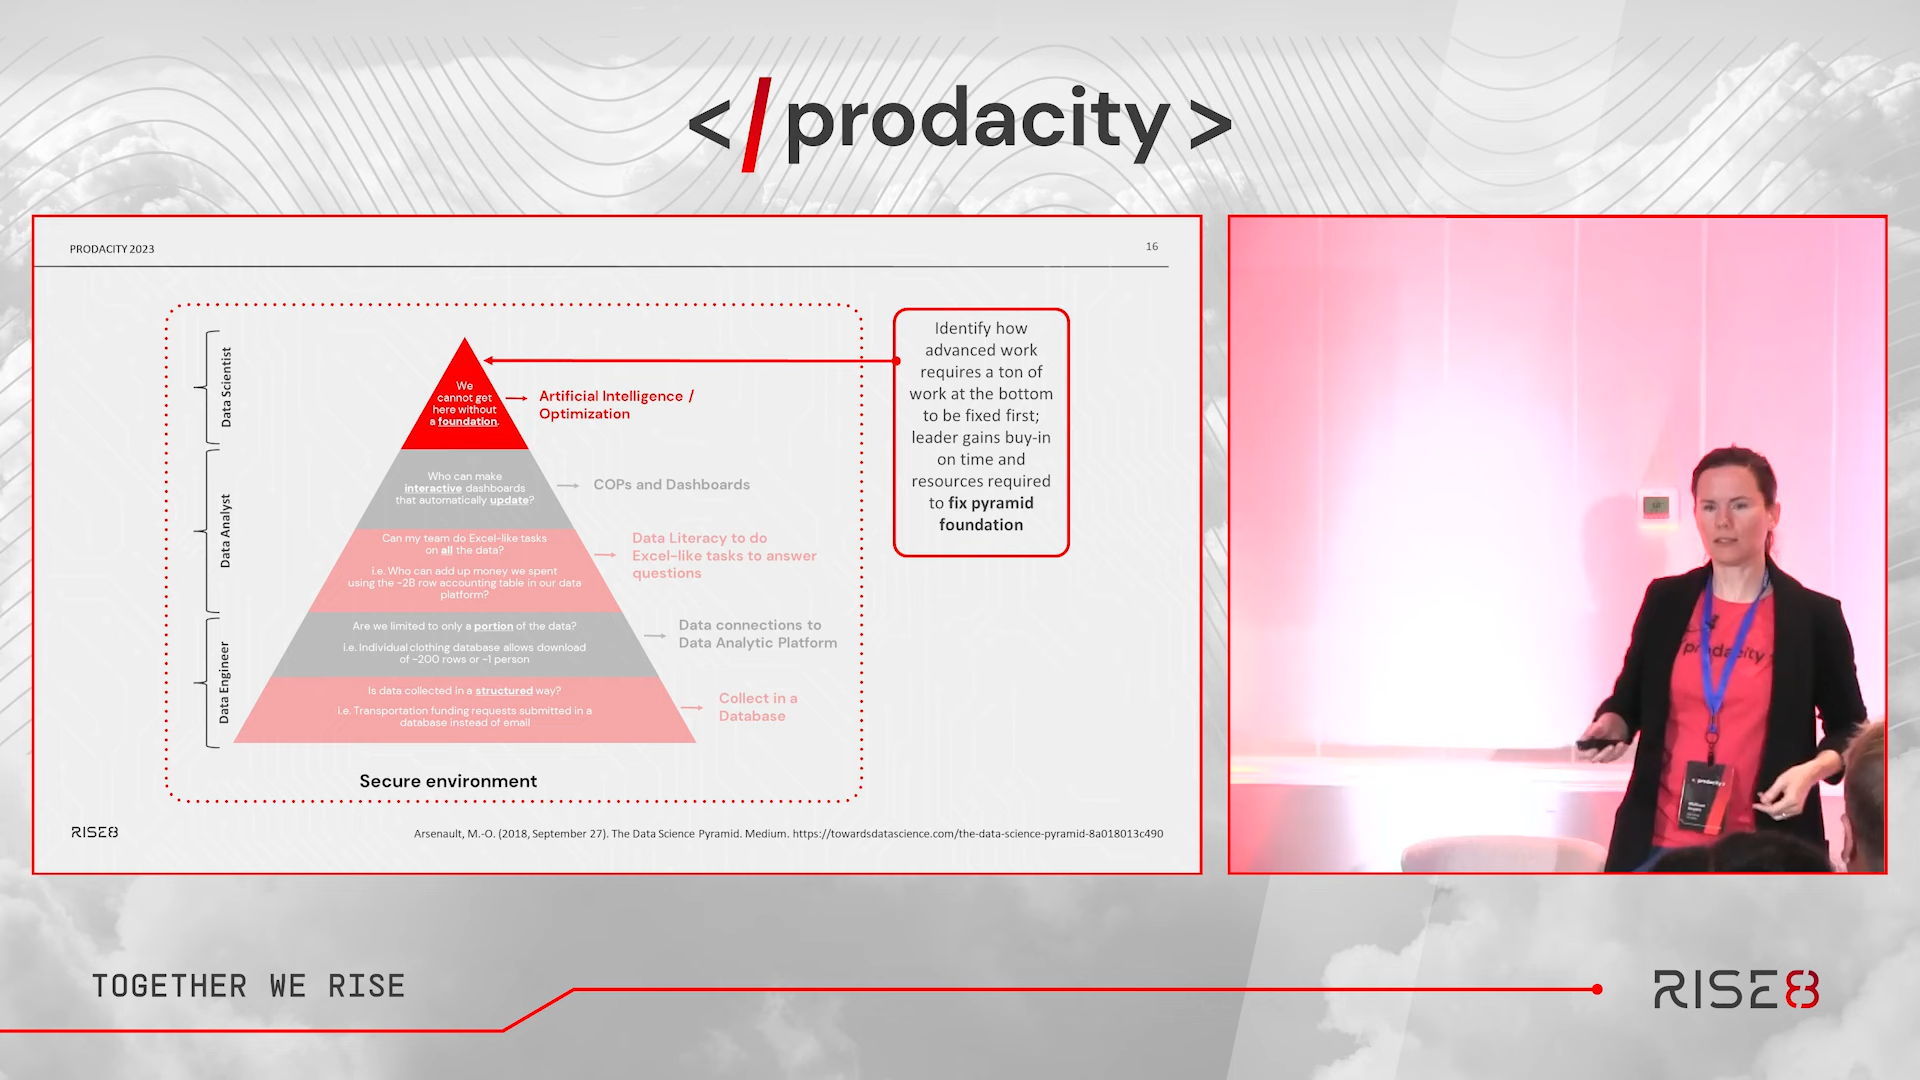 </prodacity>
PRODACITY 2023
16
Data Scientist
We
cannot get
here without
a foundation.
Artificial Intelligence /
Optimization
Identify how
advanced work
requires a ton of
work at the bottom
to be fixed first;
leader gains buy-in
on time and
resources required
to fix pyramid
foundation
Data Analyst
Who can make
interactive dashboards
that automatically update?
COPs and Dashboards
Can my team do Excel-like tasks
on all the data?
i.e. Who can add up money we spent
using the ~2B row accounting table in our data
platform?
Data Literacy to do
Excel-like tasks to answer
questions
Data Engineer
Are we limited to only a portion of the data?
i.e. Individual clothing database allows download
of ~200 rows or ~1 person
Data connections to
Data Analytic Platform
Is data collected in a structured way?
i.e. Transportation funding requests submitted in a
database instead of email
Collect in a
Database
Secure environment
RISE8
Arsenault, M.-O. (2018, September 27). The Data Science Pyramid. Medium. https://towardsdatascience.com/the-data-science-pyramid-8a018013c490
prodacity
prodacity
TOGETHER WE RISE
RISE8